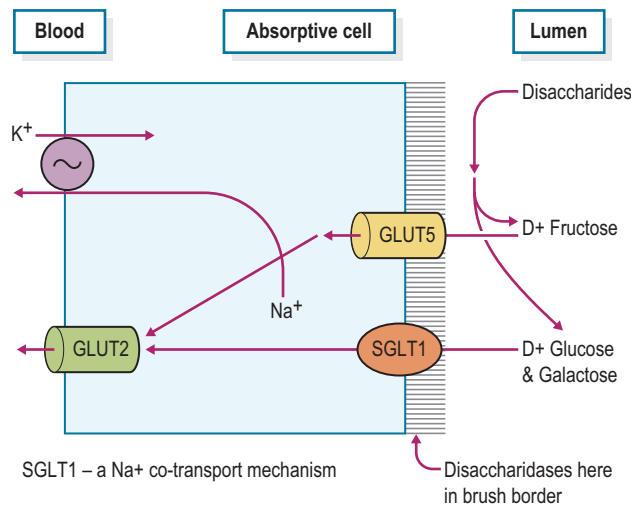 Blood
Absorptive cell
Lumen
Disaccharides
K+
GLUT5
D+ Fructose
Na+
GLUT2
SGLT1
D+ Glucose
& Galactose
SGLT1 – a Na+ co-transport mechanism
Disaccharidases here
in brush border